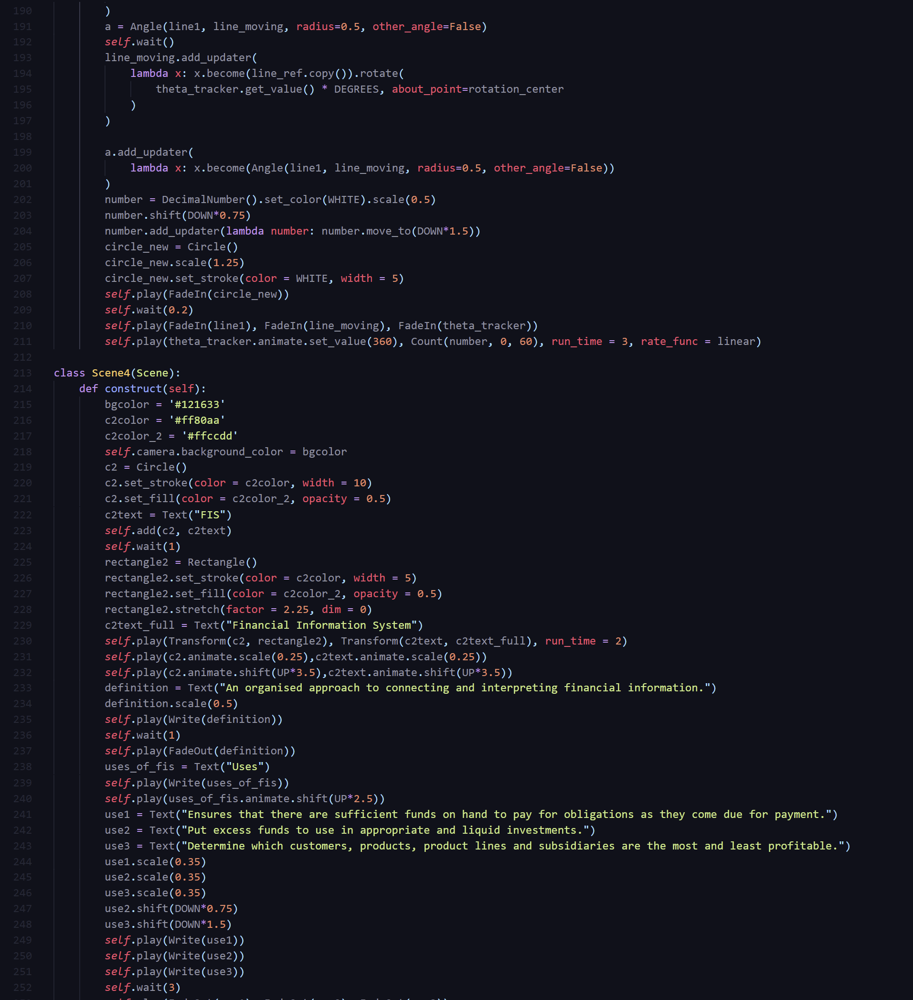 190 )
191 a = Angle(line1, line_moving, radius=0.5, other_angle=False)
192 self.wait()
193 line_moving.add_updater(
194 lambda x: x.become(line_ref.copy()).rotate(
195 theta_tracker.get_value() * DEGREES, about_point=rotation_center
196 )
197 )
198
199 a.add_updater(
200 lambda x: x.become(Angle(line1, line_moving, radius=0.5, other_angle=False))
201 )
202 number = DecimalNumber().set_color(WHITE).scale(0.5)
203 number.shift(DOWN*0.75)
204 number.add_updater(lambda number: number.move_to(DOWN*1.5))
205 circle_new = Circle()
206 circle_new.scale(1.25)
207 circle_new.set_stroke(color = WHITE, width = 5)
208 self.play(FadeIn(circle_new))
209 self.wait(0.2)
210 self.play(FadeIn(line1), FadeIn(line_moving), FadeIn(theta_tracker))
211 self.play(theta_tracker.animate.set_value(360), Count(number, 0, 60), run_time = 3, rate_func = linear)
212
213 class Scene4(Scene):
214 def construct(self):
215 bgcolor = '#121633'
216 c2color = '#ff80aa'
217 c2color_2 = '#ffccdd'
218 self.camera.background_color = bgcolor
219 c2 = Circle()
220 c2.set_stroke(color = c2color, width = 10)
221 c2.set_fill(color = c2color_2, opacity = 0.5)
222 c2text = Text("FIS")
223 self.add(c2, c2text)
224 self.wait(1)
225 rectangle2 = Rectangle()
226 rectangle2.set_stroke(color = c2color, width = 5)
227 rectangle2.set_fill(color = c2color_2, opacity = 0.5)
228 rectangle2.stretch(factor = 2.25, dim = 0)
229 c2text_full = Text("Financial Information System")
230 self.play(Transform(c2, rectangle2), Transform(c2text, c2text_full), run_time = 2)
231 self.play(c2.animate.scale(0.25),c2text.animate.scale(0.25))
232 self.play(c2.animate.shift(UP*3.5),c2text.animate.shift(UP*3.5))
233 definition = Text("An organised approach to connecting and interpreting financial information.")
234 definition.scale(0.5)
235 self.play(Write(definition))
236 self.wait(1)
237 self.play(FadeOut(definition))
238 uses_of_fis = Text("Uses")
239 self.play(Write(uses_of_fis))
240 self.play(uses_of_fis.animate.shift(UP*2.5))
241 use1 = Text("Ensures that there are sufficient funds on hand to pay for obligations as they come due for payment.")
242 use2 = Text("Put excess funds to use in appropriate and liquid investments.")
243 use3 = Text("Determine which customers, products, product lines and subsidiaries are the most and least profitable.")
244 use1.scale(0.35)
245 use2.scale(0.35)
246 use3.scale(0.35)
247 use2.shift(DOWN*0.75)
248 use3.shift(DOWN*1.5)
249 self.play(Write(use1))
250 self.play(Write(use2))
251 self.play(Write(use3))
252 self.wait(3)